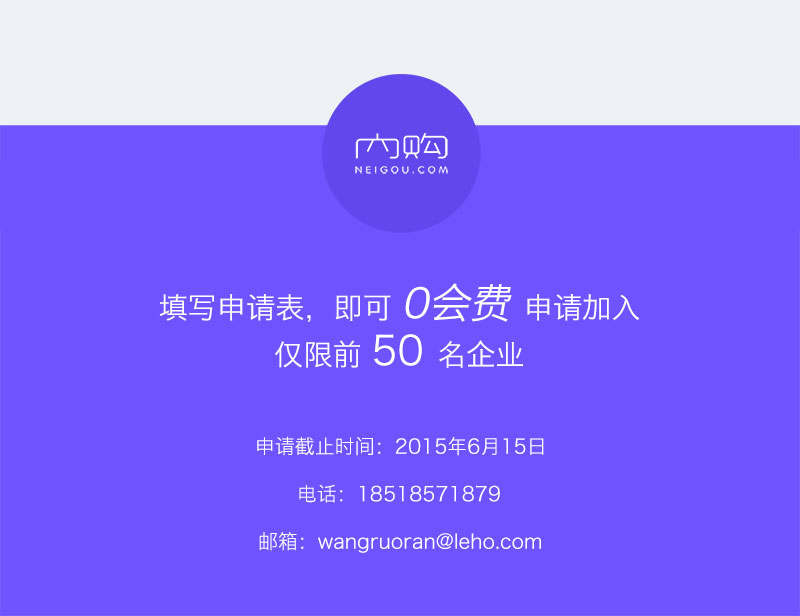 内购
NEIGOU.COM
填写申请表，即可 0会费 申请加入
仅限前 50 名企业
申请截止时间：2015年6月15日
电话：18518571879
邮箱：wangruoran@leho.com